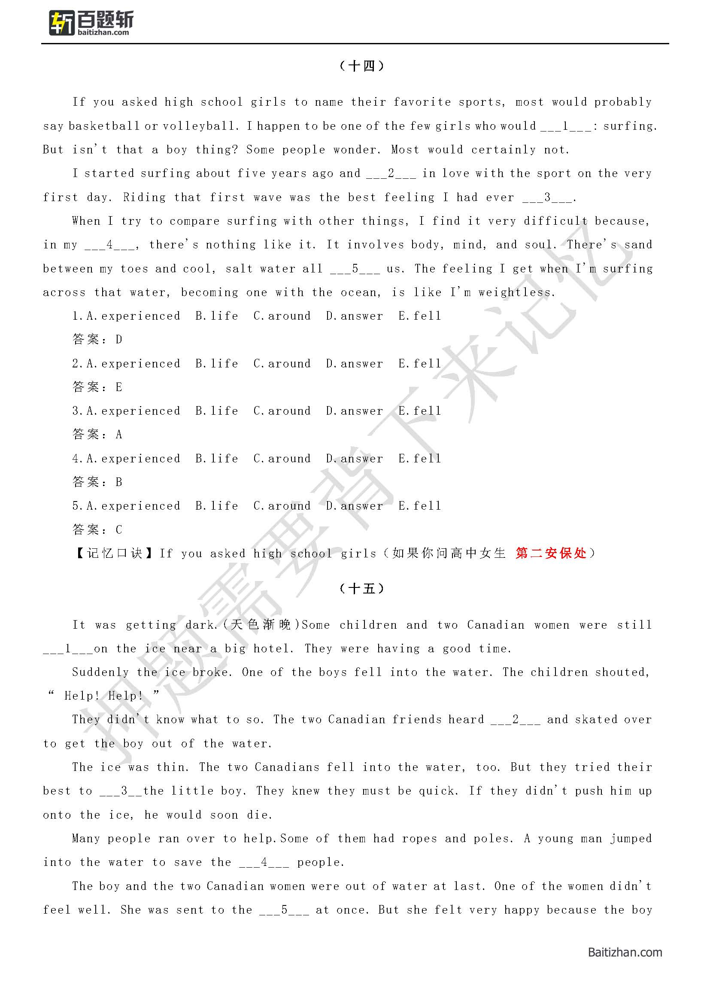 斩 百题斩
baitizhan.com
（十四）
If you asked high school girls to name their favorite sports, most would probably
say basketball or volleyball. I happen to be one of the few girls who would ___1___: surfing.
But isn't that a boy thing? Some people wonder. Most would certainly not.
I started surfing about five years ago and ___2___ in love with the sport on the very
first day. Riding that first wave was the best feeling I had ever ___3___.
When I try to compare surfing with other things, I find it very difficult because,
in my ___4___, there's nothing like it. It involves body, mind, and soul. There's sand
between my toes and cool, salt water all ___5___ us. The feeling I get when I'm surfing
across that water, becoming one with the ocean, is like I'm weightless.
1.A.experienced B.life C.around D.answer E.fell
答案：D
2.A.experienced B.life C.around D.answer E.fell
答案：E
3.A.experienced B.life C.around D.answer E.fell
答案：A
4.A.experienced B.life C.around D.answer E.fell
答案：B
5.A.experienced B.life C.around D.answer E.fell
答案：C
【记忆口诀】If you asked high school girls（如果你问高中女生 第二安保处）
（十五）
It was getting dark.(天色渐晚)Some children and two Canadian women were still
___1___on the ice near a big hotel. They were having a good time.
Suddenly the ice broke. One of the boys fell into the water. The children shouted,
“ Help! Help! ”
They didn't know what to so. The two Canadian friends heard ___2___ and skated over
to get the boy out of the water.
The ice was thin. The two Canadians fell into the water, too. But they tried their
best to ___3__the little boy. They knew they must be quick. If they didn't push him up
onto the ice, he would soon die.
Many people ran over to help.Some of them had ropes and poles. A young man jumped
into the water to save the ___4___ people.
The boy and the two Canadian women were out of water at last. One of the women didn't
feel well. She was sent to the ___5___ at once. But she felt very happy because the boy
押题需要背下来记忆
Baitizhan.com